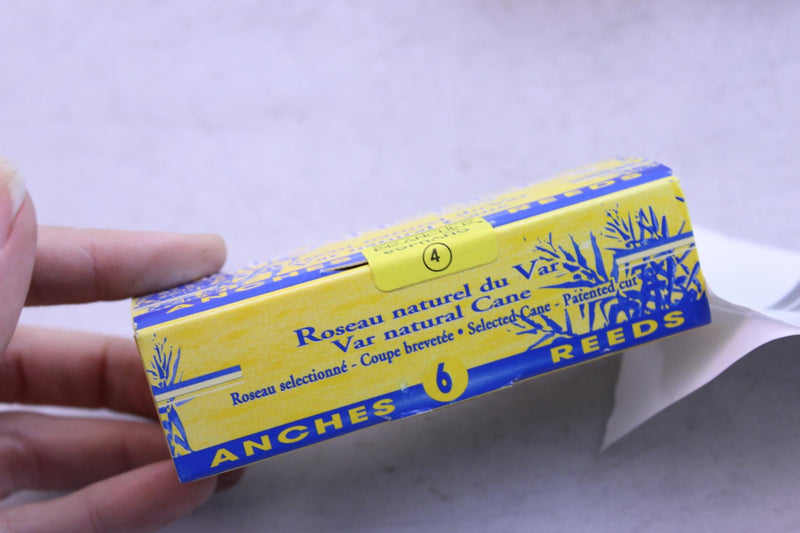 REEDS
ANCHES
SOPRANO
4
Roseau naturel du Var
Var natural Cane
Roseau selectionné - Coupe brevetée • Selected Cane - Patented cut
ANCHES 6 REEDS